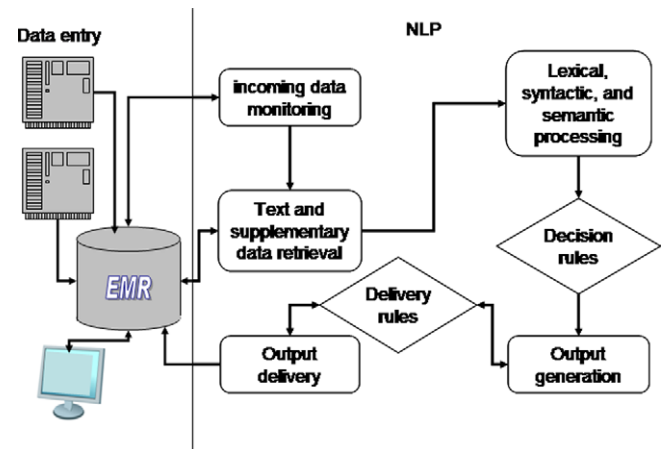 Data entry
NLP
incoming data
monitoring
Lexical,
syntactic, and
semantic
processing
Text and
supplementary
data retrieval
Decision
rules
EMR
Delivery
rules
Output
delivery
Output
generation